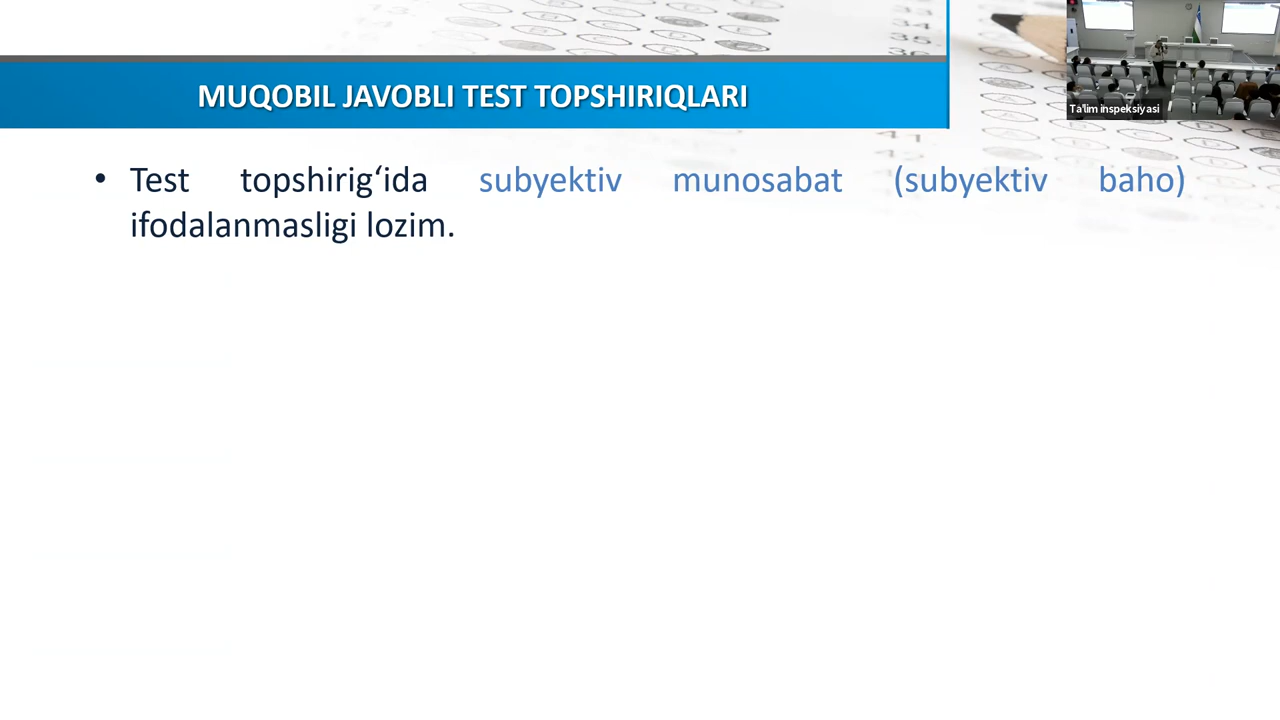 MUQOBIL JAVOBLI TEST TOPSHIRIQLARI
Ta'lim inspeksiyasi
• Test topshirig‘ida subyektiv munosabat (subyektiv baho)
ifodalanmasligi lozim.